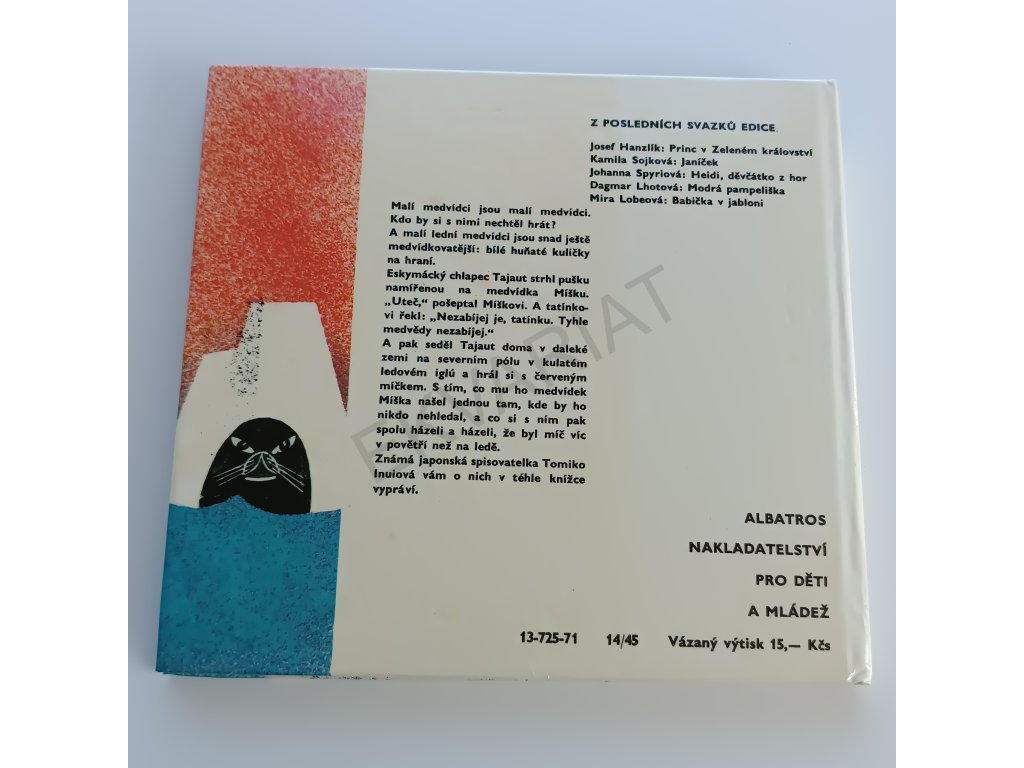 Z POSLEDNÍCH SVAZKŮ EDICE
Josef Hanzlík: Princ v Zeleném království
Kamila Sojková: Janíček
Johanna Spyriová: Heidi, děvčátko z hor
Dagmar Lhotová: Modrá pampeliška
Mira Lobeová: Babička v jabloni
Malí medvídci jsou malí medvídci.
Kdo by si s nimi nechtěl hrát?
A malí lední medvídci jsou snad ještě
medvídkovatější: bílé huňaté kuličky
na hraní.
Eskymácký chlapec Tajaut strhl pušku
namířenou na medvídka Míšku.
„Uteč,“ pošeptal Míškovi. A tatínko-
vi řekl: „Nezabíjej je, tatínku. Tyhle
medvědy nezabíjej.“
A pak seděl Tajaut doma v daleké
zemi na severním pólu v kulatém
ledovém iglú a hrál si s červeným
míčkem. S tím, co mu ho medvídek
Míška našel jednou tam, kde by ho
nikdo nehledal, a co si s ním pak
spolu házeli a házeli, že byl míč víc
v povětří než na ledě.
Známá japonská spisovatelka Tomiko
Inuiová vám o nich v téhle knížce
vypráví.
ALBATROS
NAKLADATELSTVÍ
PRO DĚTI
A MLÁDEŽ
13-725-71 14/45 Vázaný výtisk 15,— Kčs